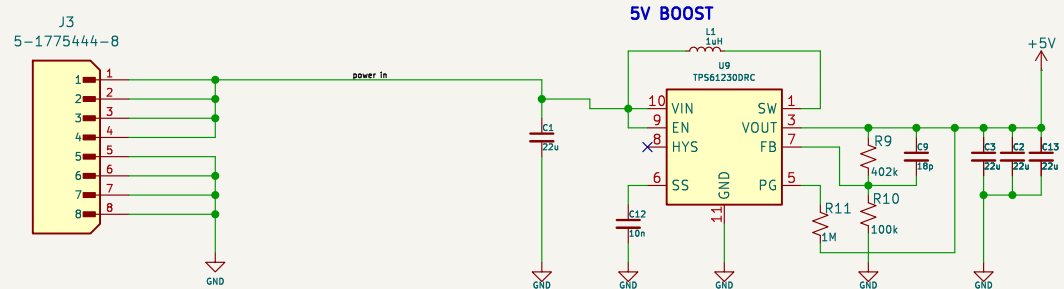 5V BOOST
J3
5-1775444-8
L1
1uH
+5V
U9
TPS61230DRC
power in
1 1
2 2
3 3
4 4
5 5
6 6
7 7
8 8
C1
22u
10 VIN SW 1
9 EN VOUT 3
8 HYS FB 7
6 SS PG 5
GND
11
R9
402k
C9
18p
C3
22u
C2
22u
C13
22u
C12
10n
R11
1M
R10
100k
GND
GND
GND
GND
GND
GND